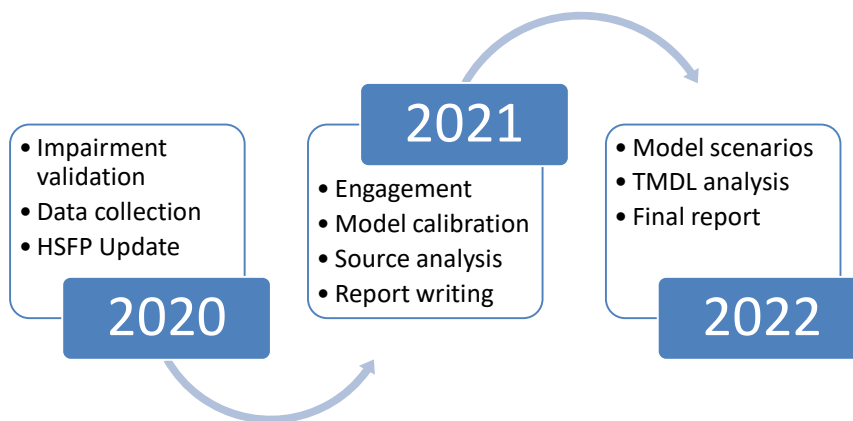 • Impairment
validation
• Data collection
• HSFP Update
2020
2021
• Engagement
• Model calibration
• Source analysis
• Report writing
• Model scenarios
• TMDL analysis
• Final report
2022